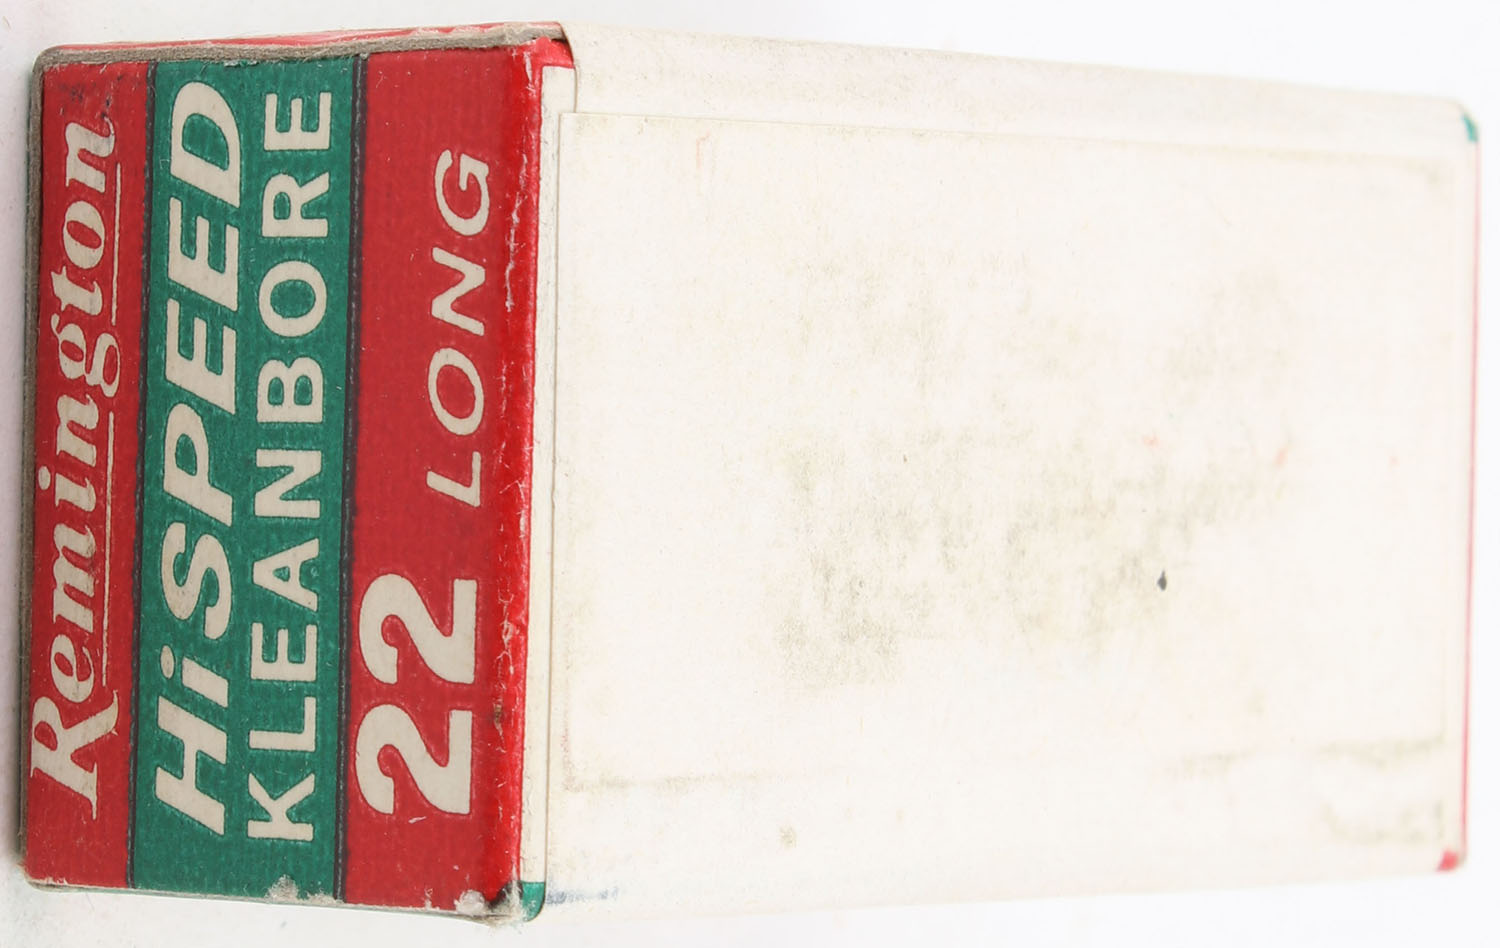 Remington
HiSPEED
KLEANBORE
22 LONG